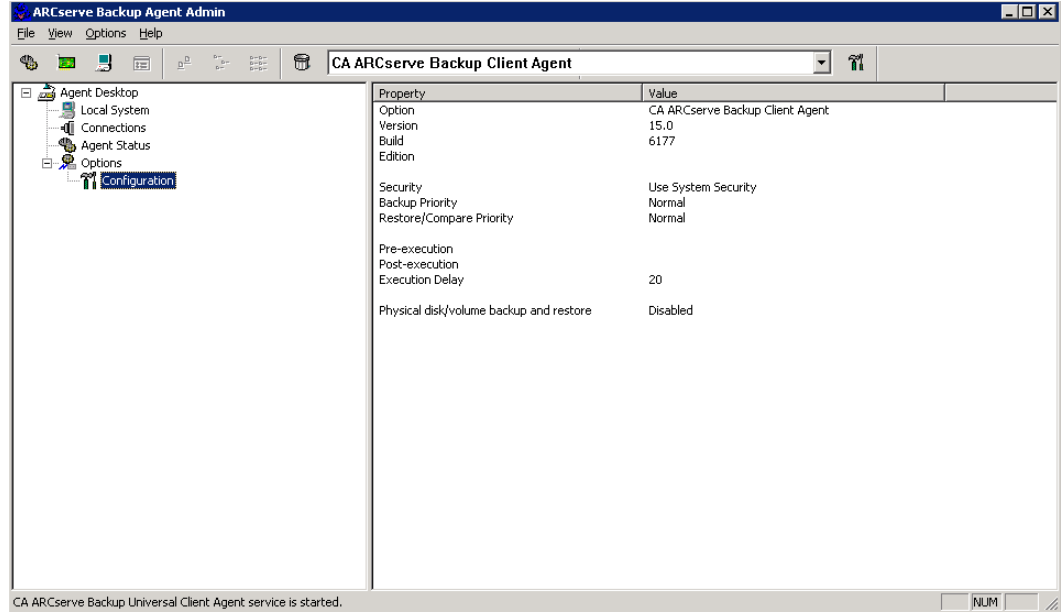 ARCserve Backup Agent Admin
File View Options Help
CA ARCserve Backup Client Agent
Agent Desktop
Local System
Connections
Agent Status
Options
Configuration
Property Value
Option CA ARCserve Backup Client Agent
Version 15.0
Build 6177
Edition
Security Use System Security
Backup Priority Normal
Restore/Compare Priority Normal
Pre-execution
Post-execution
Execution Delay 20
Physical disk/volume backup and restore Disabled
CA ARCserve Backup Universal Client Agent service is started.
NUM